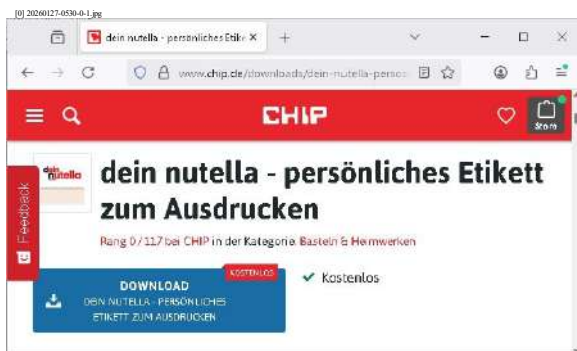 [0] 20260127-0530-0-1.jpg
dein nutella - persönliches Etike
www.chip.de/downloads/dein-nutella-perso
CHIP
Store
dein nutella
dein nutella - persönliches Etikett
zum Ausdrucken
Feedback
Rang 0/117 bei CHIP in der Kategorie: Basteln & Heimwerken
KOSTENLOS
DOWNLOAD
DEIN NUTELLA - PERSÖNLICHES
ETIKETT ZUM AUSDRUCKEN
Kostenlos